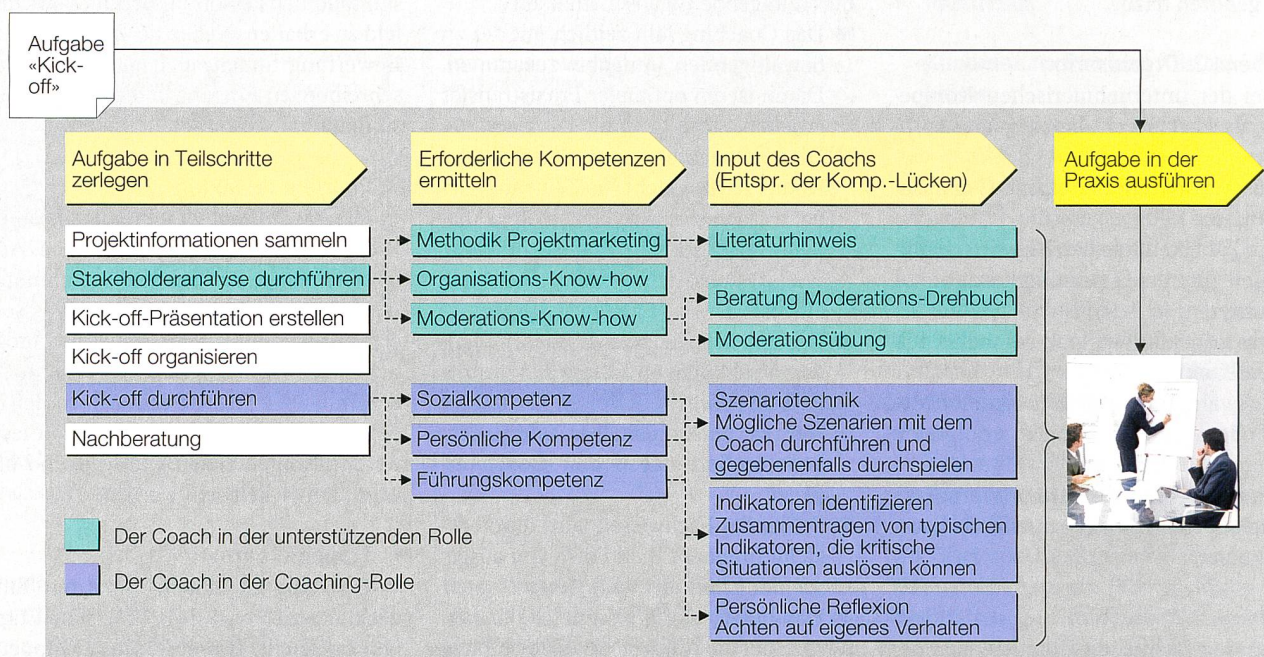 Aufgabe
«Kick-
off»
Aufgabe in Teilschritte
zerlegen
Erforderliche Kompetenzen
ermitteln
Input des Coachs
(Entspr. der Komp.-Lücken)
Aufgabe in der
Praxis ausführen
Projektinformationen sammeln
Stakeholderanalyse durchführen
Kick-off-Präsentation erstellen
Kick-off organisieren
Kick-off durchführen
Nachberatung
Methodik Projektmarketing
Organisations-Know-how
Moderations-Know-how
Sozialkompetenz
Persönliche Kompetenz
Führungskompetenz
Literaturhinweis
Beratung Moderations-Drehbuch
Moderationsübung
Szenariotechnik
Mögliche Szenarien mit dem
Coach durchführen und
gegebenenfalls durchspielen
Indikatoren identifizieren
Zusammentragen von typischen
Indikatoren, die kritische
Situationen auslösen können
Persönliche Reflexion
Achten auf eigenes Verhalten
Der Coach in der unterstützenden Rolle
Der Coach in der Coaching-Rolle